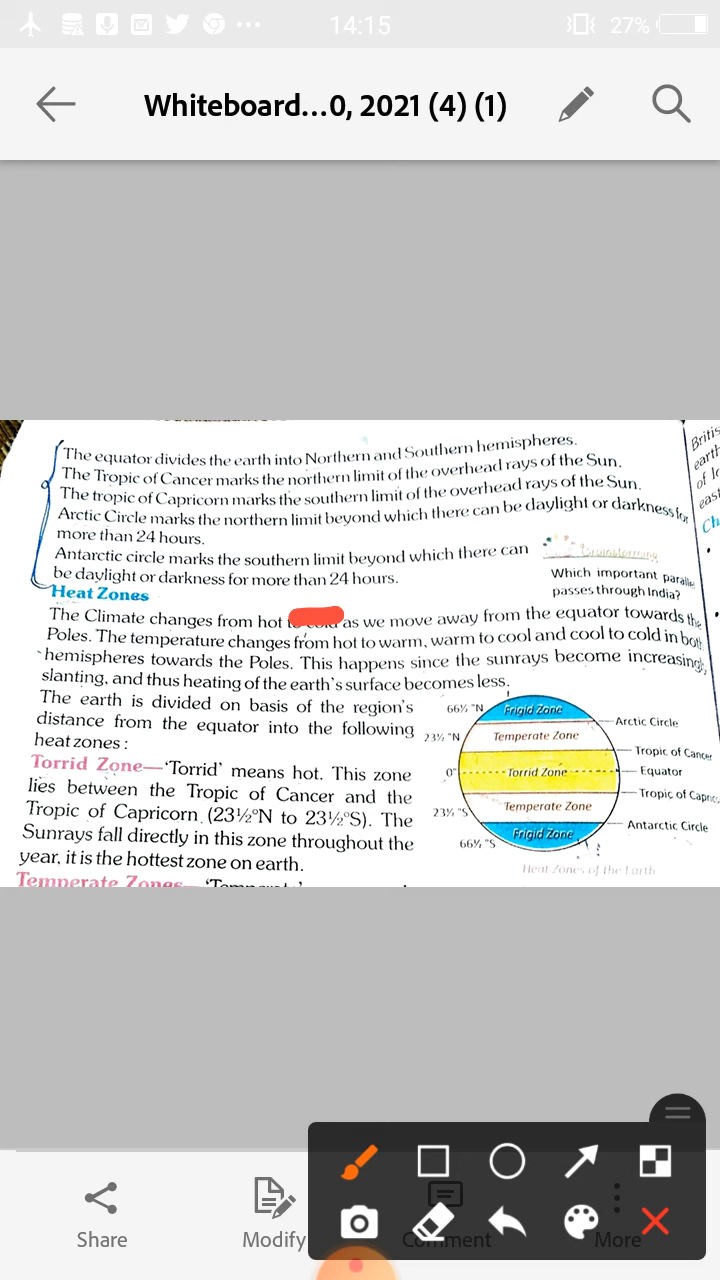 14:15
27%
Whiteboard...0, 2021 (4) (1)
The equator divides the earth into Northern and Southern hemispheres.
The Tropic of Cancer marks the northern limit of the overhead rays of the Sun.
The tropic of Capricorn marks the southern limit of the overhead rays of the Sun.
Arctic Circle marks the northern limit beyond which there can be daylight or darkness for
more than 24 hours.
Antarctic circle marks the southern limit beyond which there can
be daylight or darkness for more than 24 hours.
Brainstorming
Which important paralle
passes through India?
Britis
earth
of
east
Ch
Heat Zones
The Climate changes from hot to cold as we move away from the equator towards the
Poles. The temperature changes from hot to warm, warm to cool and cool to cold in both
hemispheres towards the Poles. This happens since the sunrays become increasingly
slanting, and thus heating of the earth's surface becomes less.
The earth is divided on basis of the region's
distance from the equator into the following
heat zones :
Torrid Zone—'Torrid' means hot. This zone
lies between the Tropic of Cancer and the
Tropic of Capricorn (23½°N to 23½°S). The
Sunrays fall directly in this zone throughout the
year, it is the hottest zone on earth.
Temperate Zones—
66½ °N
Frigid Zone
Arctic Circle
23½ °N
Temperate Zone
Tropic of Cancer
0°
Torrid Zone
Equator
Tropic of Capric
23½ °S
Temperate Zone
Antarctic Circle
Frigid Zone
66½ °S
Heat Zones of the Earth
Share
Modify
Comment
More